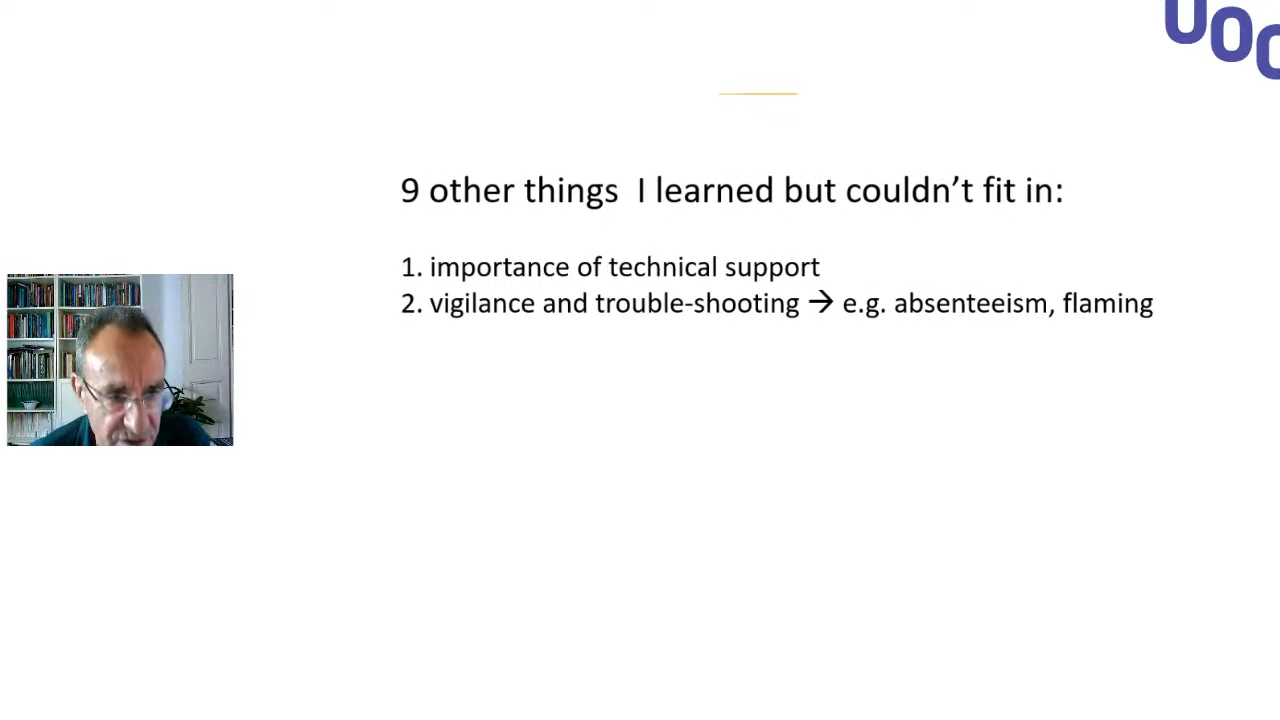 UOC
9 other things I learned but couldn’t fit in:
1. importance of technical support
2. vigilance and trouble-shooting → e.g. absenteeism, flaming